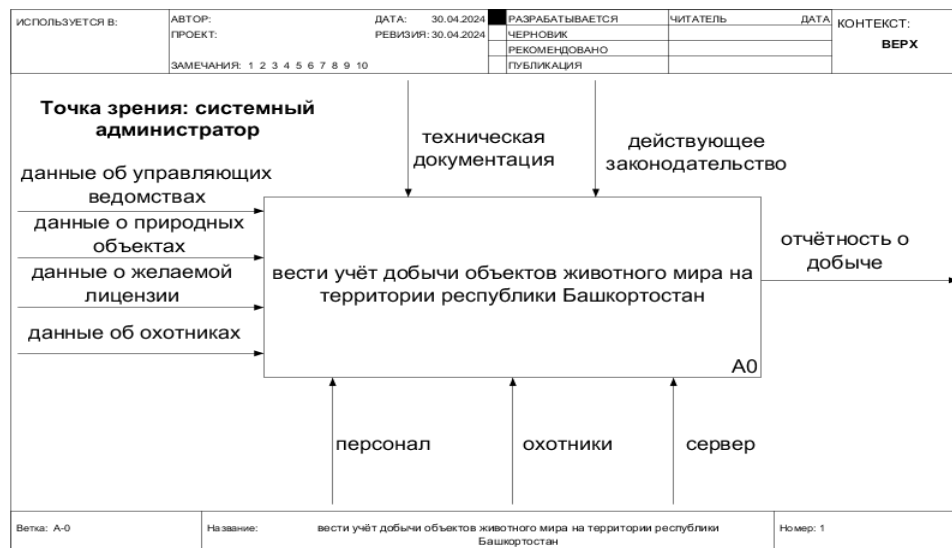 ИСПОЛЬЗУЕТСЯ В:
АВТОР:
ДАТА: 30.04.2024
РАЗРАБАТЫВАЕТСЯ
ЧИТАТЕЛЬ
ДАТА
КОНТЕКСТ:
ПРОЕКТ:
РЕВИЗИЯ: 30.04.2024
ЧЕРНОВИК
ВЕРХ
РЕКОМЕНДОВАНО
ЗАМЕЧАНИЯ: 1 2 3 4 5 6 7 8 9 10
ПУБЛИКАЦИЯ
Точка зрения: системный
администратор
техническая
документация
действующее
законодательство
данные об управляющих
ведомствах
данные о природных
объектах
данные о желаемой
лицензии
данные об охотниках
вести учёт добычи объектов животного мира на
территории республики Башкортостан
A0
отчётность о
добыче
персонал
охотники
сервер
Ветка: A-0
Название:
вести учёт добычи объектов животного мира на территории республики
Башкортостан
Номер: 1